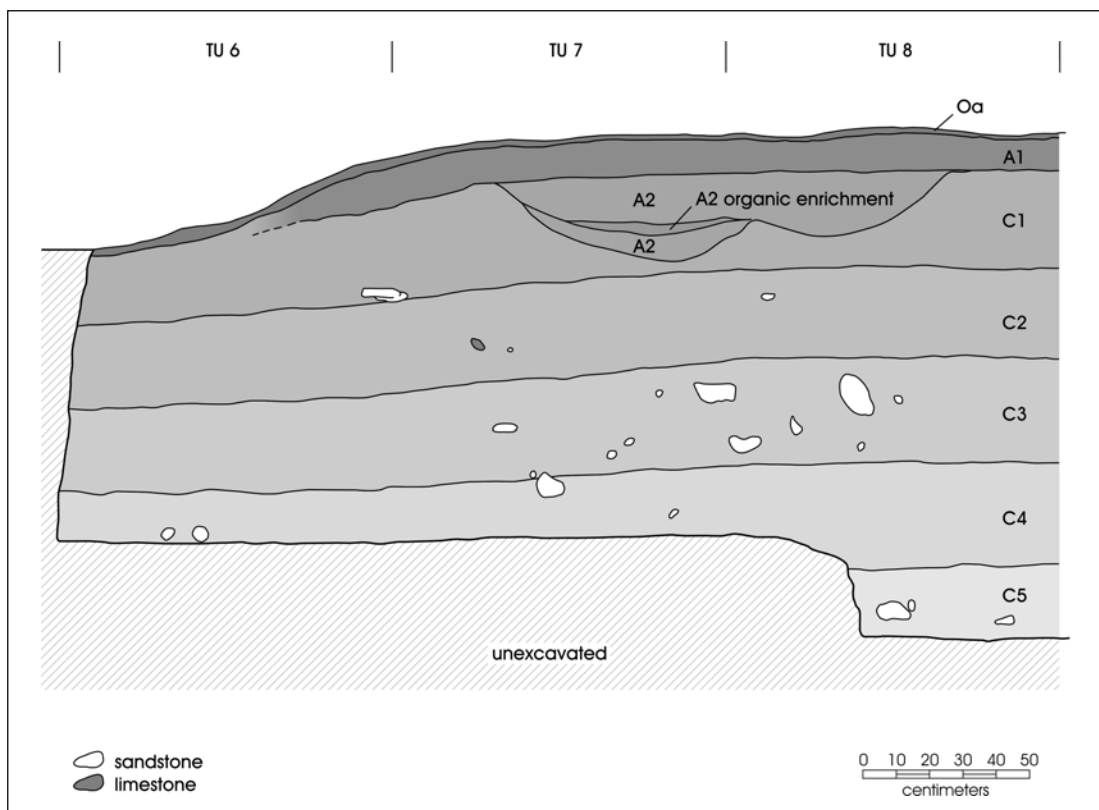 TU 6 TU 7 TU 8
Oa
A1
A2 A2 organic enrichment
C1
A2
C2
C3
C4
C5
unexcavated
sandstone
limestone
0 10 20 30 40 50
centimeters